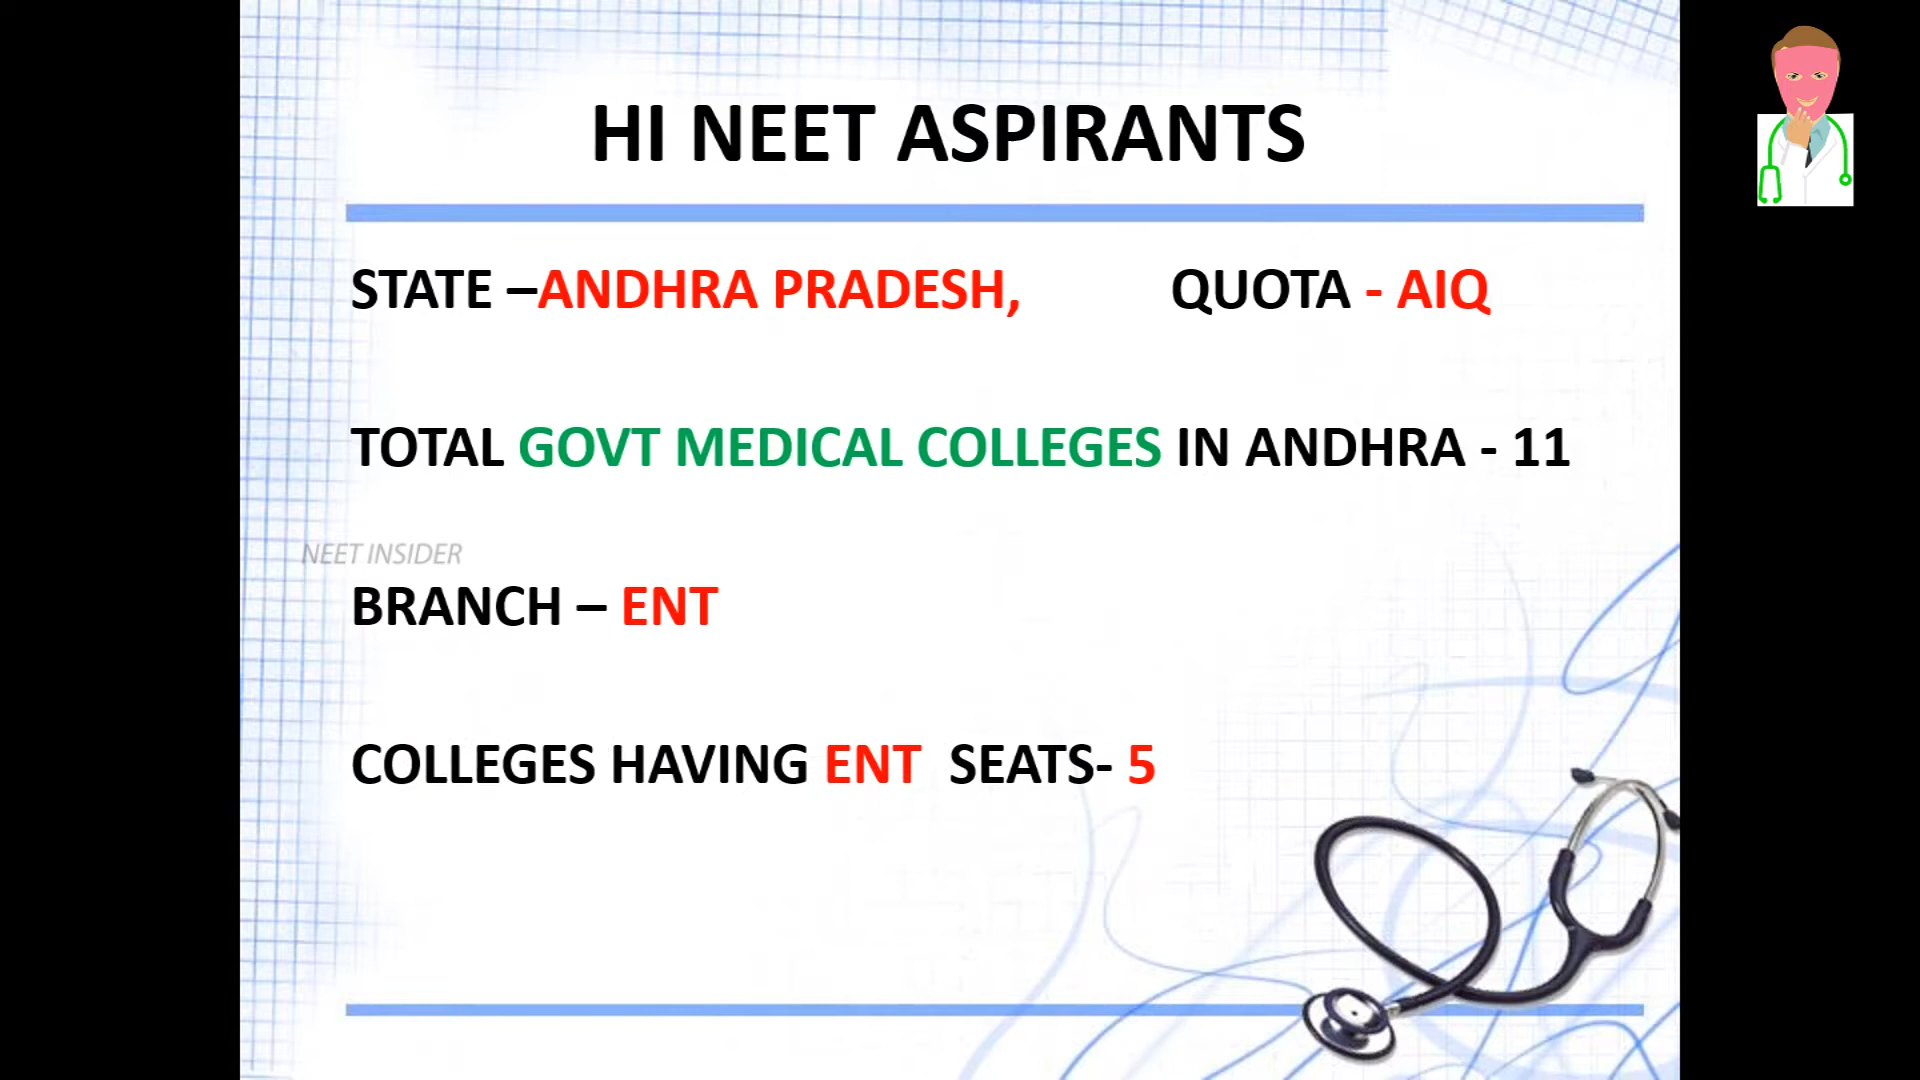 HI NEET ASPIRANTS
STATE –ANDHRA PRADESH, QUOTA - AIQ
TOTAL GOVT MEDICAL COLLEGES IN ANDHRA - 11
NEET INSIDER
BRANCH – ENT
COLLEGES HAVING ENT SEATS- 5